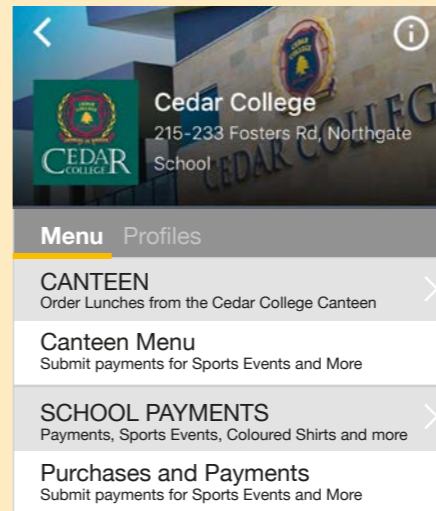 Cedar College
215-233 Fosters Rd, Northgate
School
CEDAR COLLEG
CEDAR
COLLEGE
Menu Profiles
CANTEEN
Order Lunches from the Cedar College Canteen
Canteen Menu
Submit payments for Sports Events and More
SCHOOL PAYMENTS
Payments, Sports Events, Coloured Shirts and more
Purchases and Payments
Submit payments for Sports Events and More